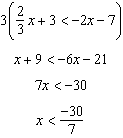 3(2/3 x + 3 < −2x − 7)
x + 9 < −6x − 21
7x < −30
x < −30/7